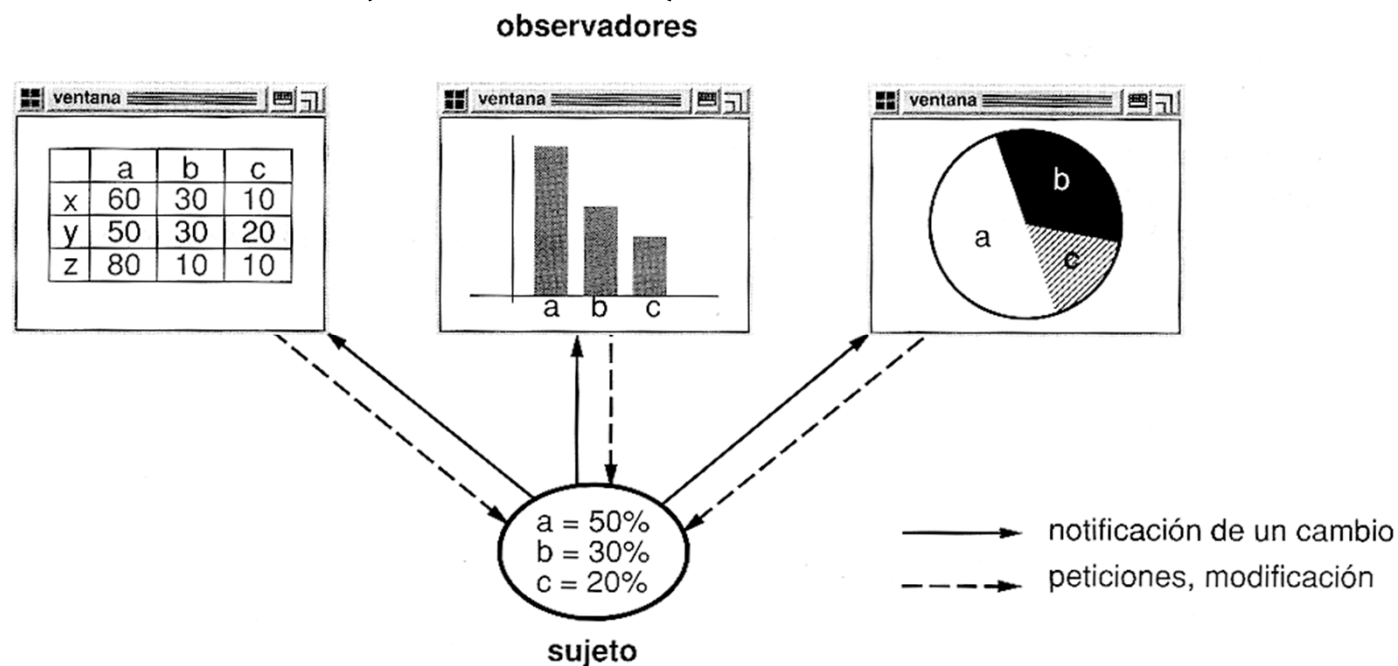 observadores
ventana
a b c
x 60 30 10
y 50 30 20
z 80 10 10
ventana
a b c
ventana
b
a
c
a = 50%
b = 30%
c = 20%
sujeto
notificación de un cambio
peticiones, modificación